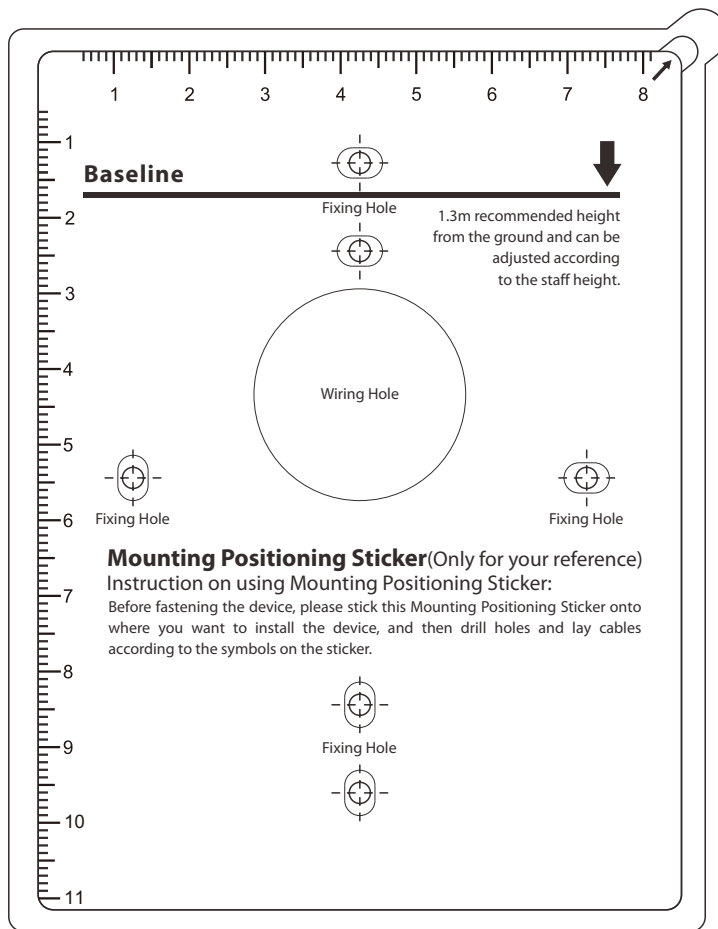 1 2 3 4 5 6 7 8
1
Baseline
2
Fixing Hole
1.3m recommended height
from the ground and can be
adjusted according
to the staff height.
3
4
Wiring Hole
5
6
Fixing Hole Fixing Hole
Mounting Positioning Sticker(Only for your reference)
Instruction on using Mounting Positioning Sticker:
7
Before fastening the device, please stick this Mounting Positioning Sticker onto
where you want to install the device, and then drill holes and lay cables
according to the symbols on the sticker.
8
9
Fixing Hole
10
11